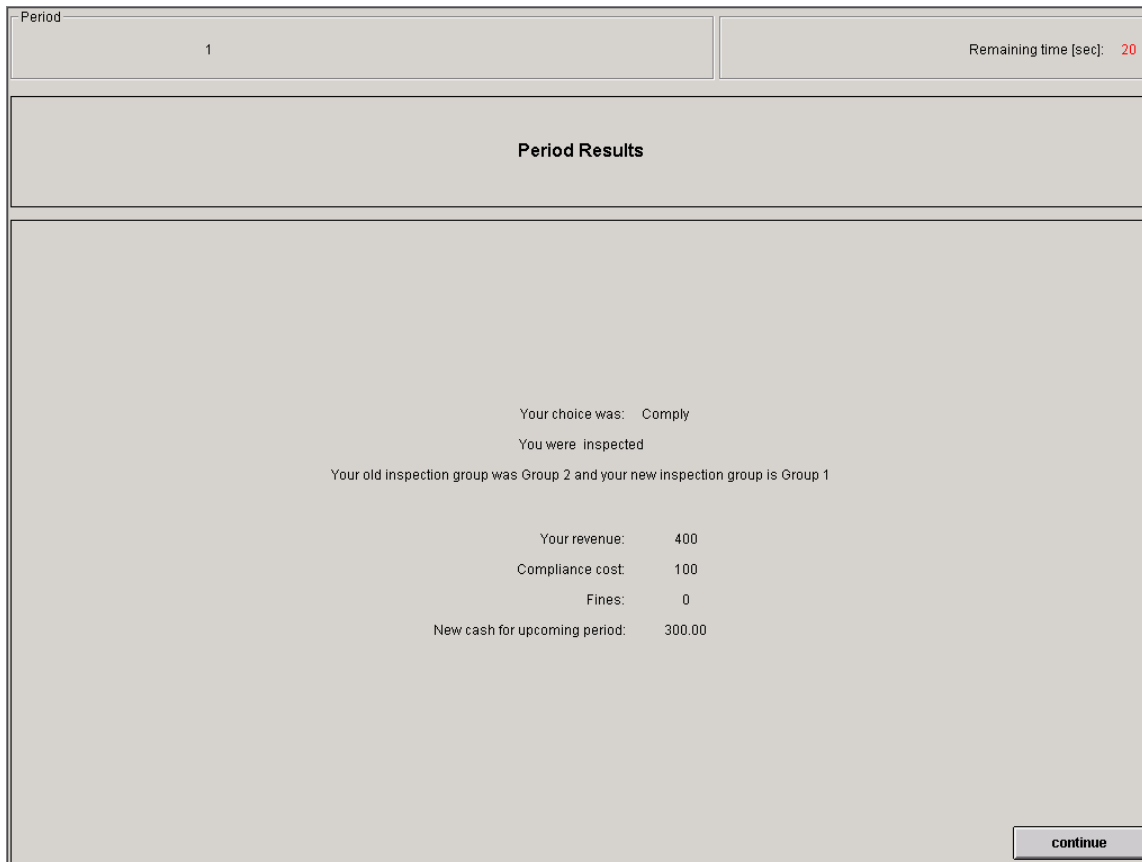 Period
1
Remaining time [sec]: 20
Period Results
Your choice was: Comply
You were inspected
Your old inspection group was Group 2 and your new inspection group is Group 1
Your revenue: 400
Compliance cost: 100
Fines: 0
New cash for upcoming period: 300.00
continue